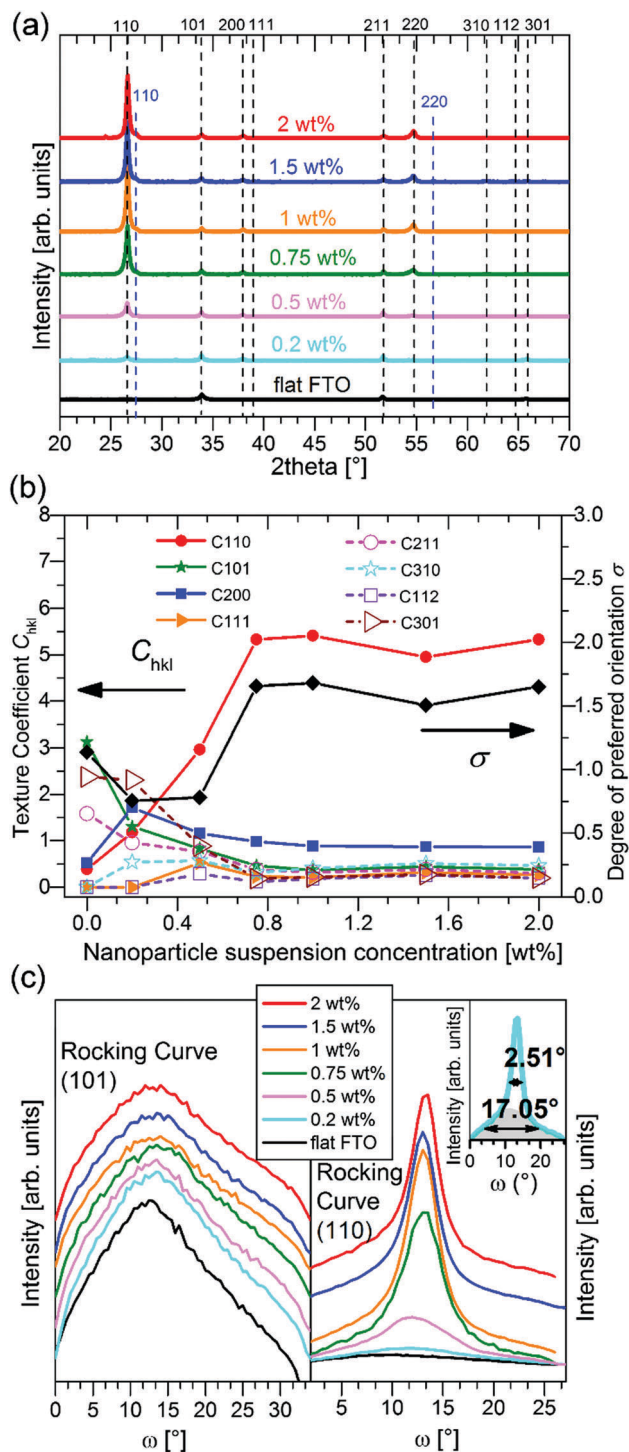 (a)
110 101 200 111 211 220 310 112 301
110
220
2 wt%
1.5 wt%
1 wt%
0.75 wt%
0.5 wt%
0.2 wt%
flat FTO
Intensity [arb. units]
20 25 30 35 40 45 50 55 60 65 70
2theta [°]
(b)
8
7
6
5
4
3
2
1
0
Texture Coefficient Chkl
C110
C101
C200
C111
C211
C310
C112
C301
Chkl
σ
3.0
2.5
2.0
1.5
1.0
0.5
0.0
Degree of preferred orientation σ
0.0 0.4 0.8 1.2 1.6 2.0
Nanoparticle suspension concentration [wt%]
(c)
Rocking Curve
(101)
2 wt%
1.5 wt%
1 wt%
0.75 wt%
0.5 wt%
0.2 wt%
flat FTO
Intensity [arb. units]
0 5 10 15 20 25 30
ω [°]
Rocking
Curve
(110)
Intensity [arb. units]
2.51°
17.05°
0 10 20
ω (°)
Intensity [arb. units]
5 10 15 20 25
ω [°]